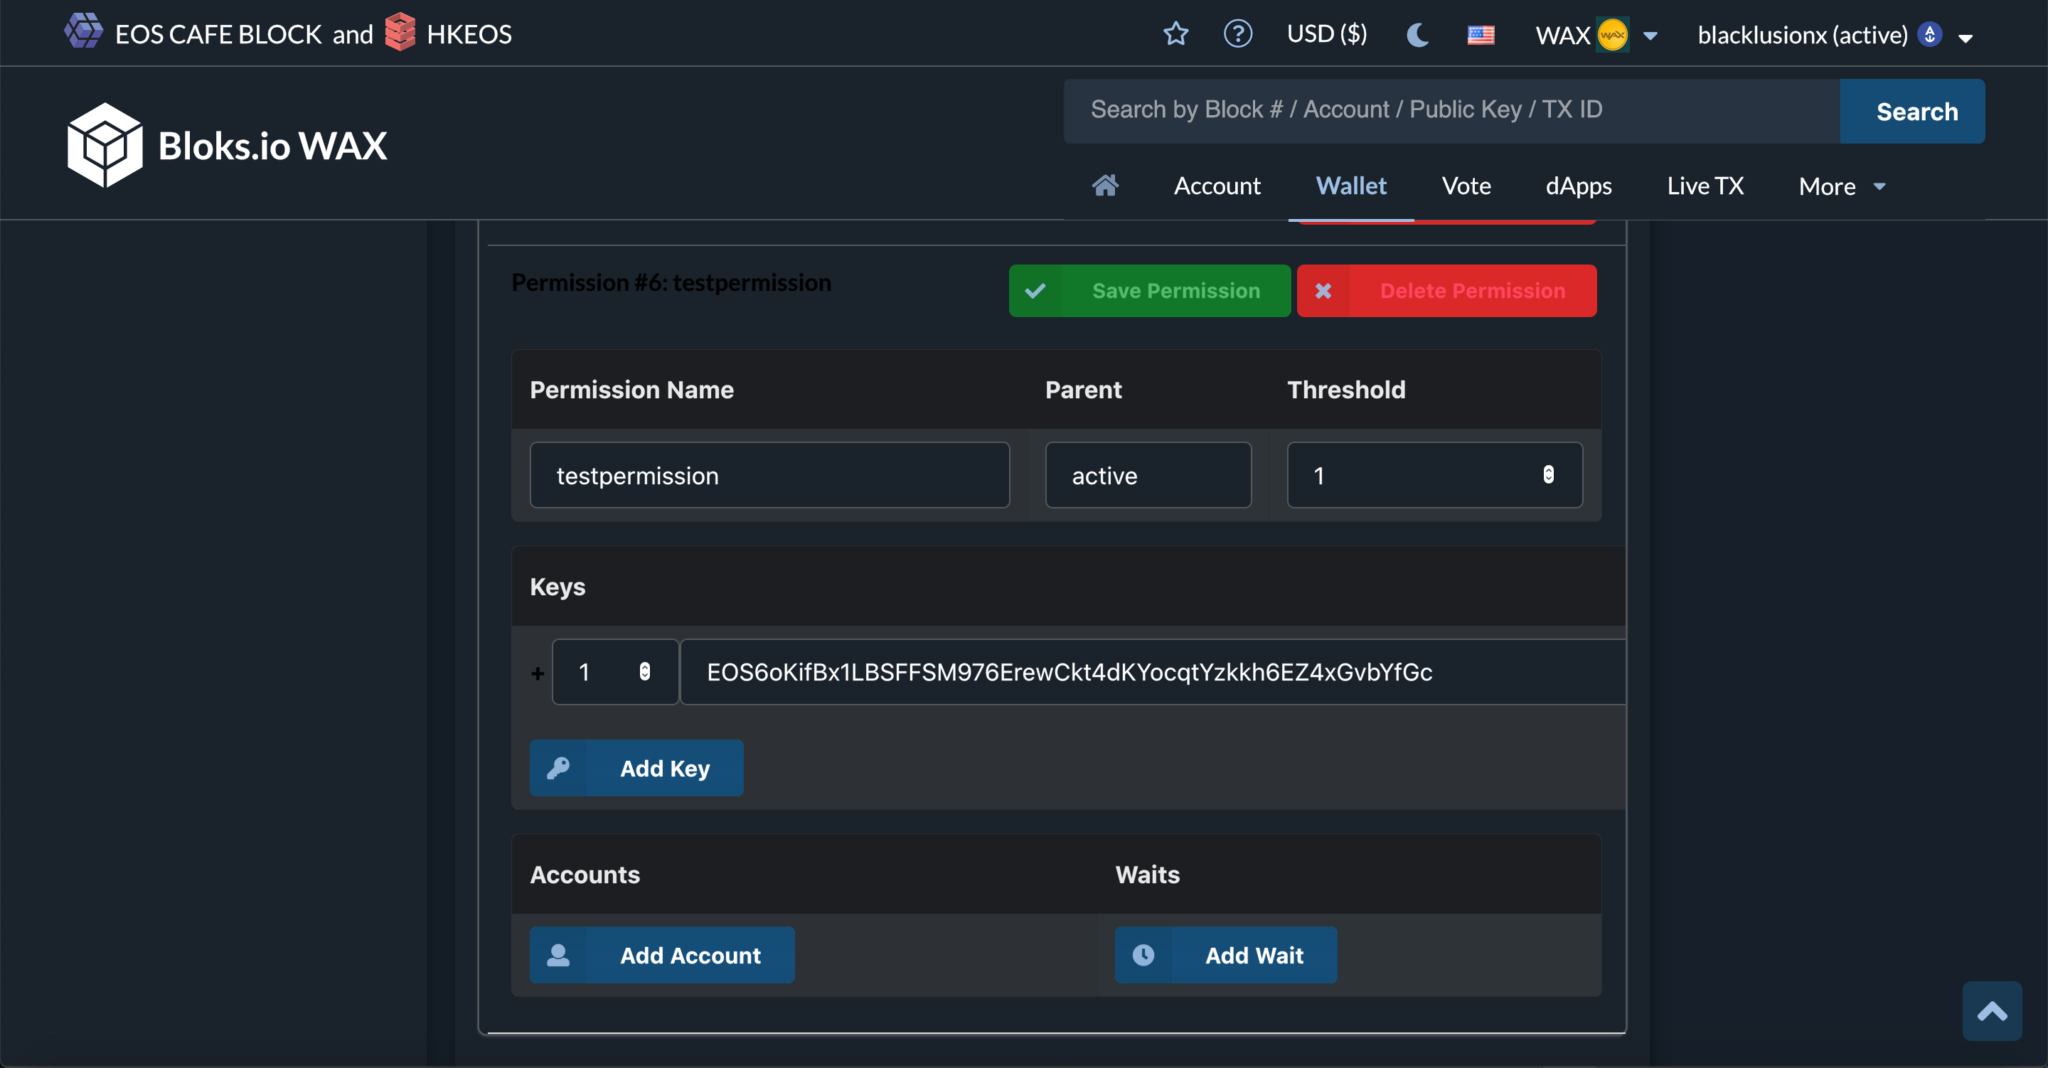 EOS CAFE BLOCK and HKEOS
USD ($)
WAX
blacklusionx (active)
Bloks.io WAX
Search by Block # / Account / Public Key / TX ID
Search
Account
Wallet
Vote
dApps
Live TX
More
Permission #6: testpermission
Save Permission
Delete Permission
Permission Name
Parent
Threshold
testpermission
active
1
Keys
+
1
EOS6oKifBx1LBSFFSM976ErewCkt4dKYocqtYzkkh6EZ4xGvbYfGc
Add Key
Accounts
Waits
Add Account
Add Wait